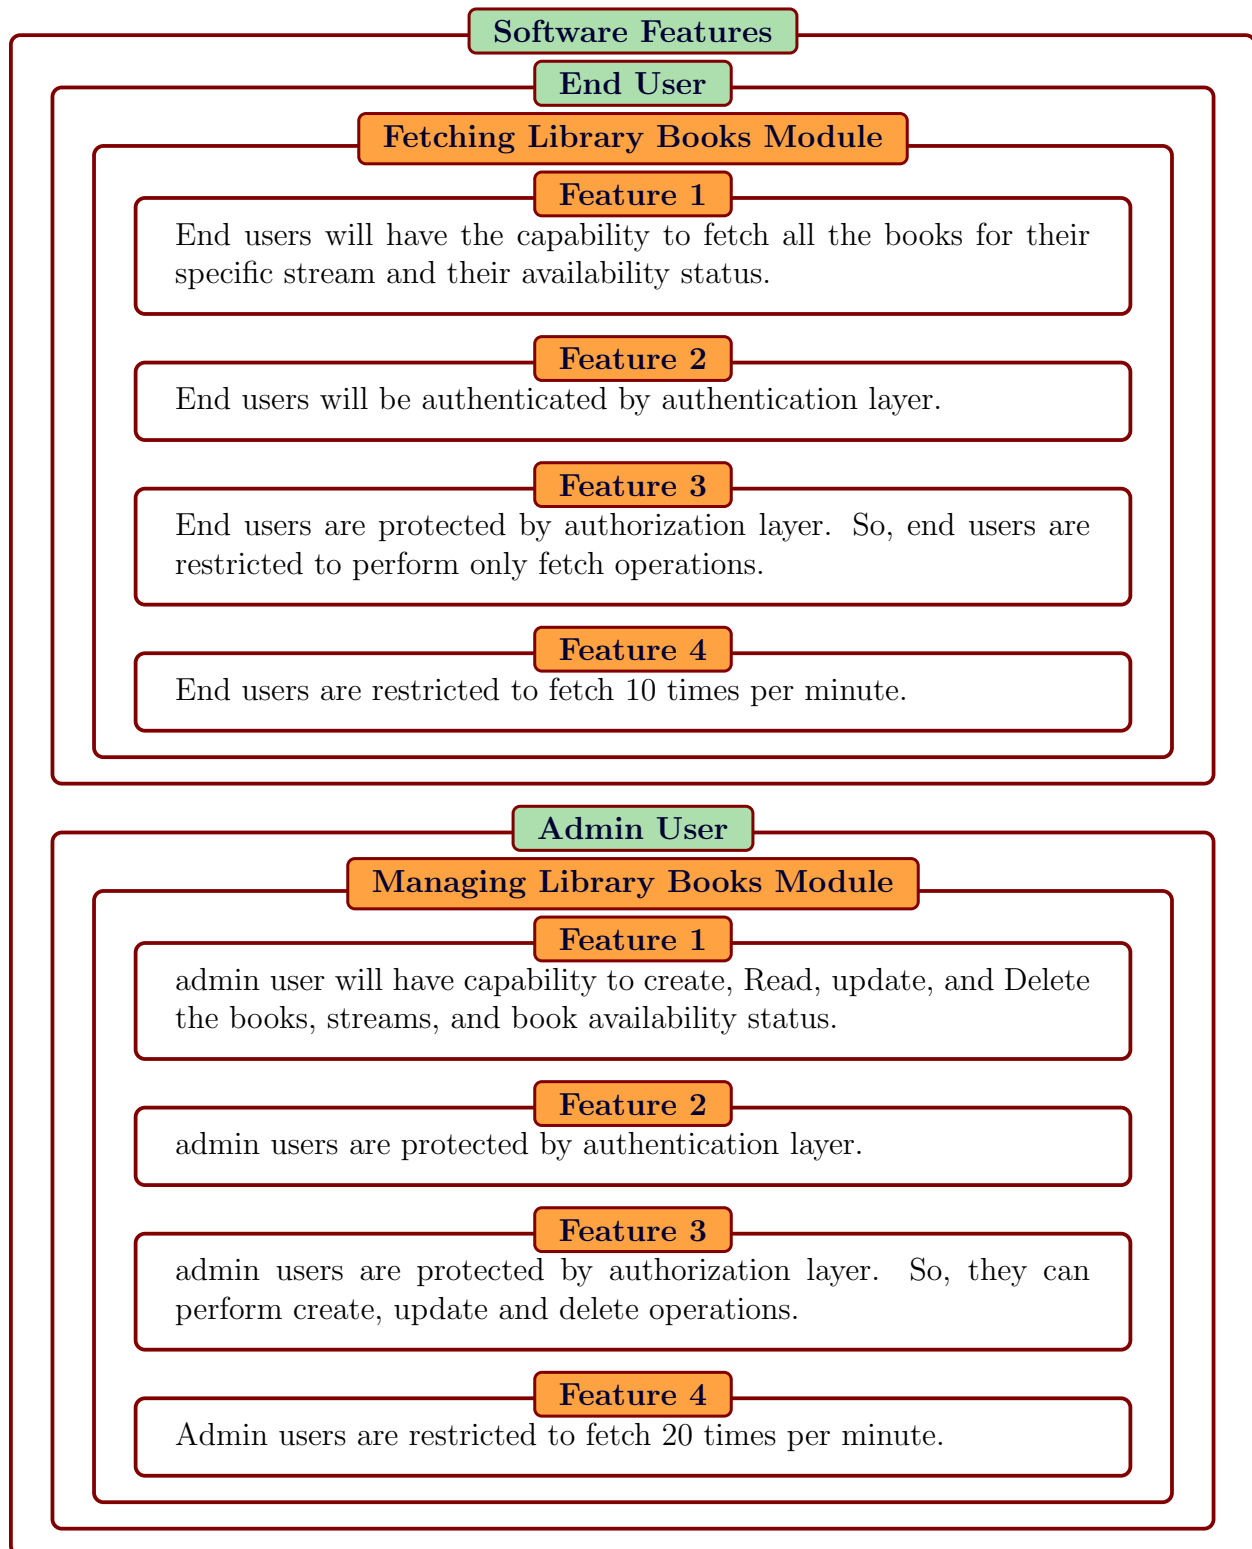 Software Features
End User
Fetching Library Books Module
Feature 1
End users will have the capability to fetch all the books for their
specific stream and their availability status.
Feature 2
End users will be authenticated by authentication layer.
Feature 3
End users are protected by authorization layer. So, end users are
restricted to perform only fetch operations.
Feature 4
End users are restricted to fetch 10 times per minute.
Admin User
Managing Library Books Module
Feature 1
admin user will have capability to create, Read, update, and Delete
the books, streams, and book availability status.
Feature 2
admin users are protected by authentication layer.
Feature 3
admin users are protected by authorization layer. So, they can
perform create, update and delete operations.
Feature 4
Admin users are restricted to fetch 20 times per minute.